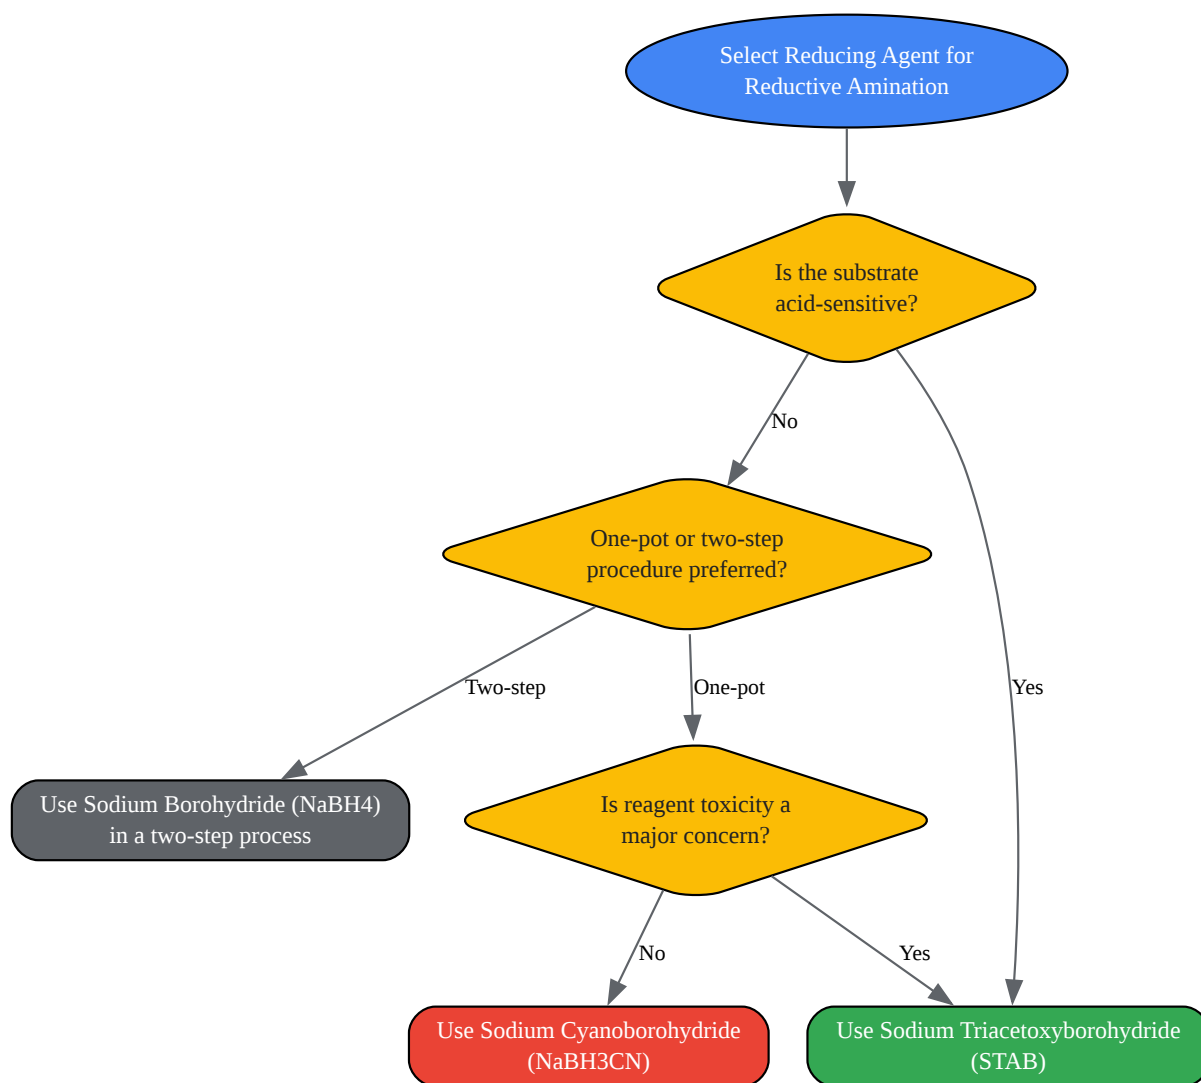 Select Reducing Agent for
Reductive Amination
Is the substrate
acid-sensitive?
No
One-pot or two-step
procedure preferred?
Two-step
One-pot
Yes
Use Sodium Borohydride (NaBH4)
in a two-step process
Is reagent toxicity a
major concern?
No
Yes
Use Sodium Cyanoborohydride
(NaBH3CN)
Use Sodium Triacetoxyborohydride
(STAB)